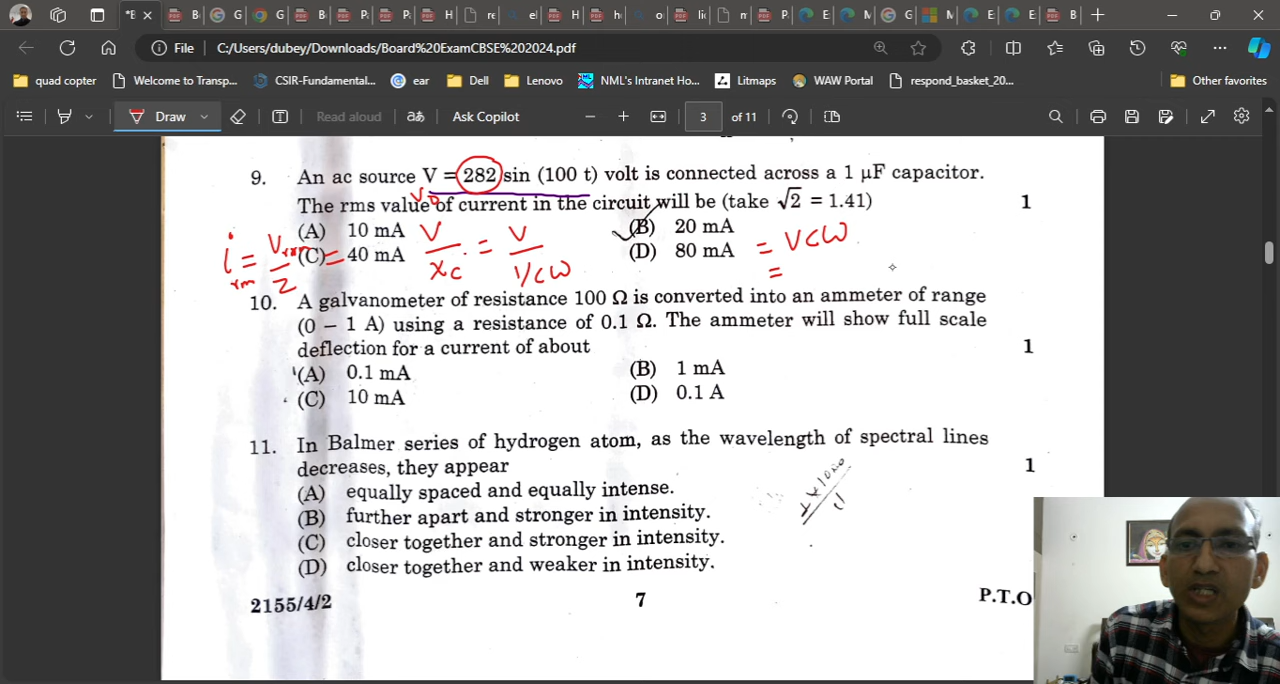 File C:/Users/dubey/Downloads/Board%20ExamCBSE%202024.pdf
quad copter Welcome to Transp... CSIR-Fundamental... ear Dell Lenovo NML's Intranet Ho... Litmaps WAW Portal respond_basket_20... Other favorites
Draw Read aloud Ask Copilot 3 of 11
9. An ac source V = 282 sin (100 t) volt is connected across a 1 μF capacitor.
V0
The rms value of current in the circuit will be (take √2 = 1.41) 1
(A) 10 mA (B) 20 mA
(C) 40 mA (D) 80 mA
= V/Xc = V/1/Cω = VCω
=
10. A galvanometer of resistance 100 Ω is converted into an ammeter of range
(0 – 1 A) using a resistance of 0.1 Ω. The ammeter will show full scale
deflection for a current of about 1
(A) 0.1 mA (B) 1 mA
(C) 10 mA (D) 0.1 A
11. In Balmer series of hydrogen atom, as the wavelength of spectral lines
decreases, they appear 1
(A) equally spaced and equally intense.
(B) further apart and stronger in intensity.
(C) closer together and stronger in intensity.
(D) closer together and weaker in intensity.
2155/4/2 7 P.T.O